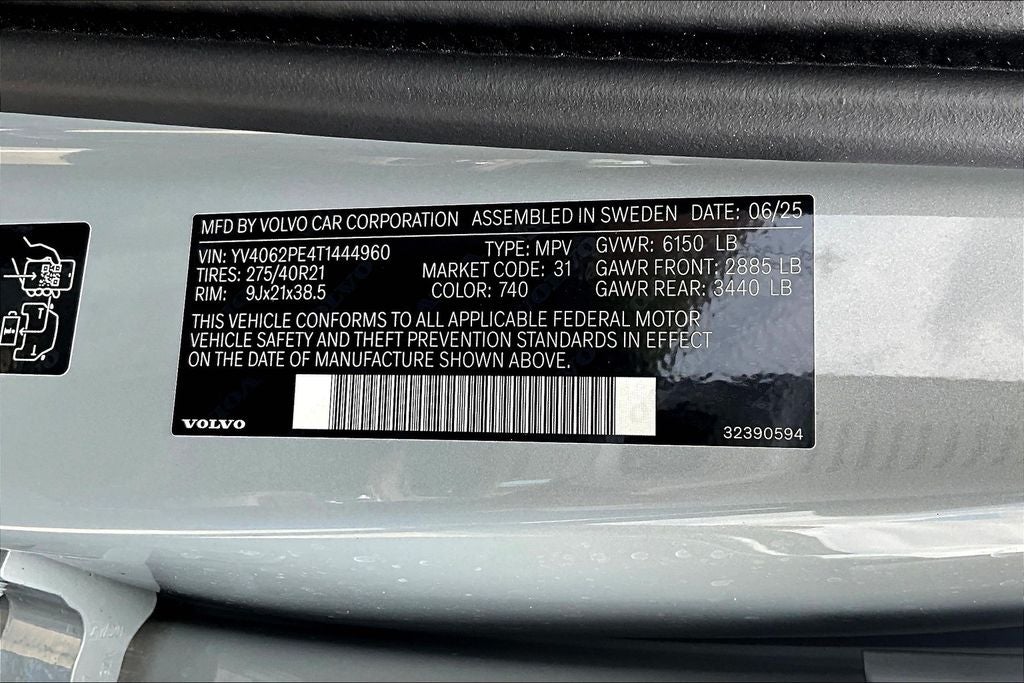 MFD BY VOLVO CAR CORPORATION ASSEMBLED IN SWEDEN DATE: 06/25
VIN: YV4062PE4T1444960 TYPE: MPV GVWR: 6150 LB
TIRES: 275/40R21 MARKET CODE: 31 GAWR FRONT: 2885 LB
RIM: 9Jx21x38.5 COLOR: 740 GAWR REAR: 3440 LB
THIS VEHICLE CONFORMS TO ALL APPLICABLE FEDERAL MOTOR
VEHICLE SAFETY AND THEFT PREVENTION STANDARDS IN EFFECT
ON THE DATE OF MANUFACTURE SHOWN ABOVE.
VOLVO 32390594